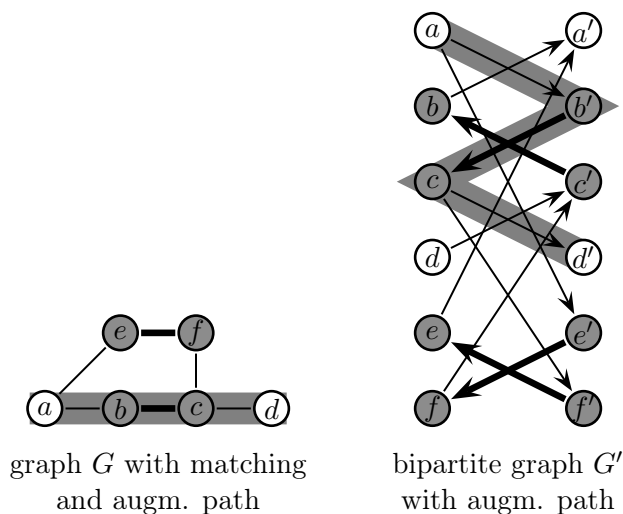 a a′
b b′
c c′
d d′
e f e e′
a b c d f f′
graph G with matching bipartite graph G′
and augm. path with augm. path